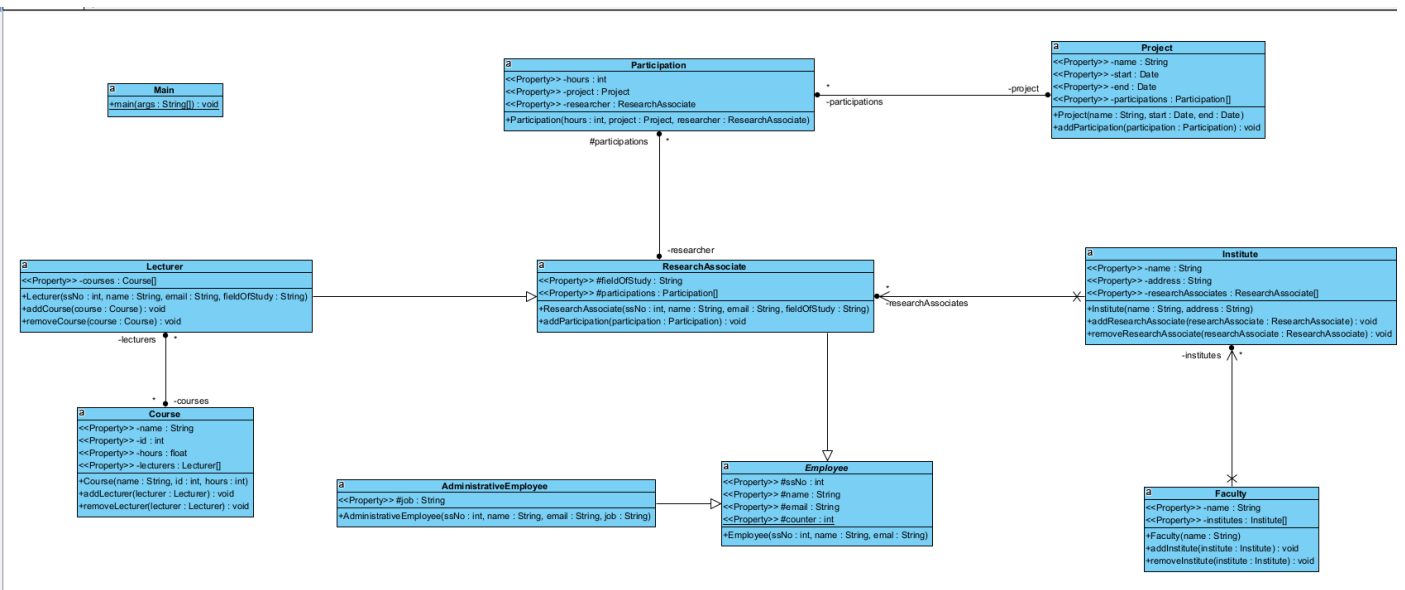 a
Main
+main(args : String[]) : void
a
Participation
<<Property>> -hours : int
<<Property>> -project : Project
<<Property>> -researcher : ResearchAssociate
+Participation(hours : int, project : Project, researcher : ResearchAssociate)
*
-participations
-project
a
Project
<<Property>> -name : String
<<Property>> -start : Date
<<Property>> -end : Date
<<Property>> -participations : Participation[]
+Project(name : String, start : Date, end : Date)
+addParticipation(participation : Participation) : void
#participations *
-researcher
a
Lecturer
<<Property>> -courses : Course[]
+Lecturer(ssNo : int, name : String, email : String, fieldOfStudy : String)
+addCourse(course : Course) : void
+removeCourse(course : Course) : void
a
ResearchAssociate
<<Property>> #fieldOfStudy : String
<<Property>> #participations : Participation[]
+ResearchAssociate(ssNo : int, name : String, email : String, fieldOfStudy : String)
+addParticipation(participation : Participation) : void
*
-researchAssociates
a
Institute
<<Property>> -name : String
<<Property>> -address : String
<<Property>> -researchAssociates : ResearchAssociate[]
+Institute(name : String, address : String)
+addResearchAssociate(researchAssociate : ResearchAssociate) : void
+removeResearchAssociate(researchAssociate : ResearchAssociate) : void
-lecturers *
* -courses
-institutes *
a
Course
<<Property>> -name : String
<<Property>> -id : int
<<Property>> -hours : float
<<Property>> -lecturers : Lecturer[]
+Course(name : String, id : int, hours : int)
+addLecturer(lecturer : Lecturer) : void
+removeLecturer(lecturer : Lecturer) : void
a
AdministrativeEmployee
<<Property>> #job : String
+AdministrativeEmployee(ssNo : int, name : String, email : String, job : String)
a
Employee
<<Property>> #ssNo : int
<<Property>> #name : String
<<Property>> #email : String
<<Property>> #counter : int
+Employee(ssNo : int, name : String, emal : String)
a
Faculty
<<Property>> -name : String
<<Property>> -institutes : Institute[]
+Faculty(name : String)
+addInstitute(institute : Institute) : void
+removeInstitute(institute : Institute) : void